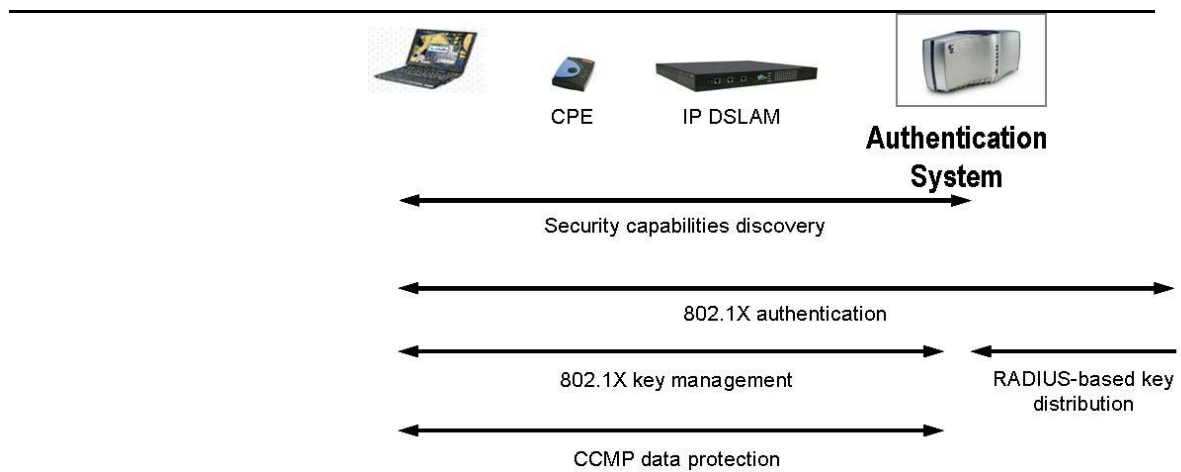 CPE
IP DSLAM
Authentication
System
Security capabilities discovery
802.1X authentication
802.1X key management
RADIUS-based key
distribution
CCMP data protection